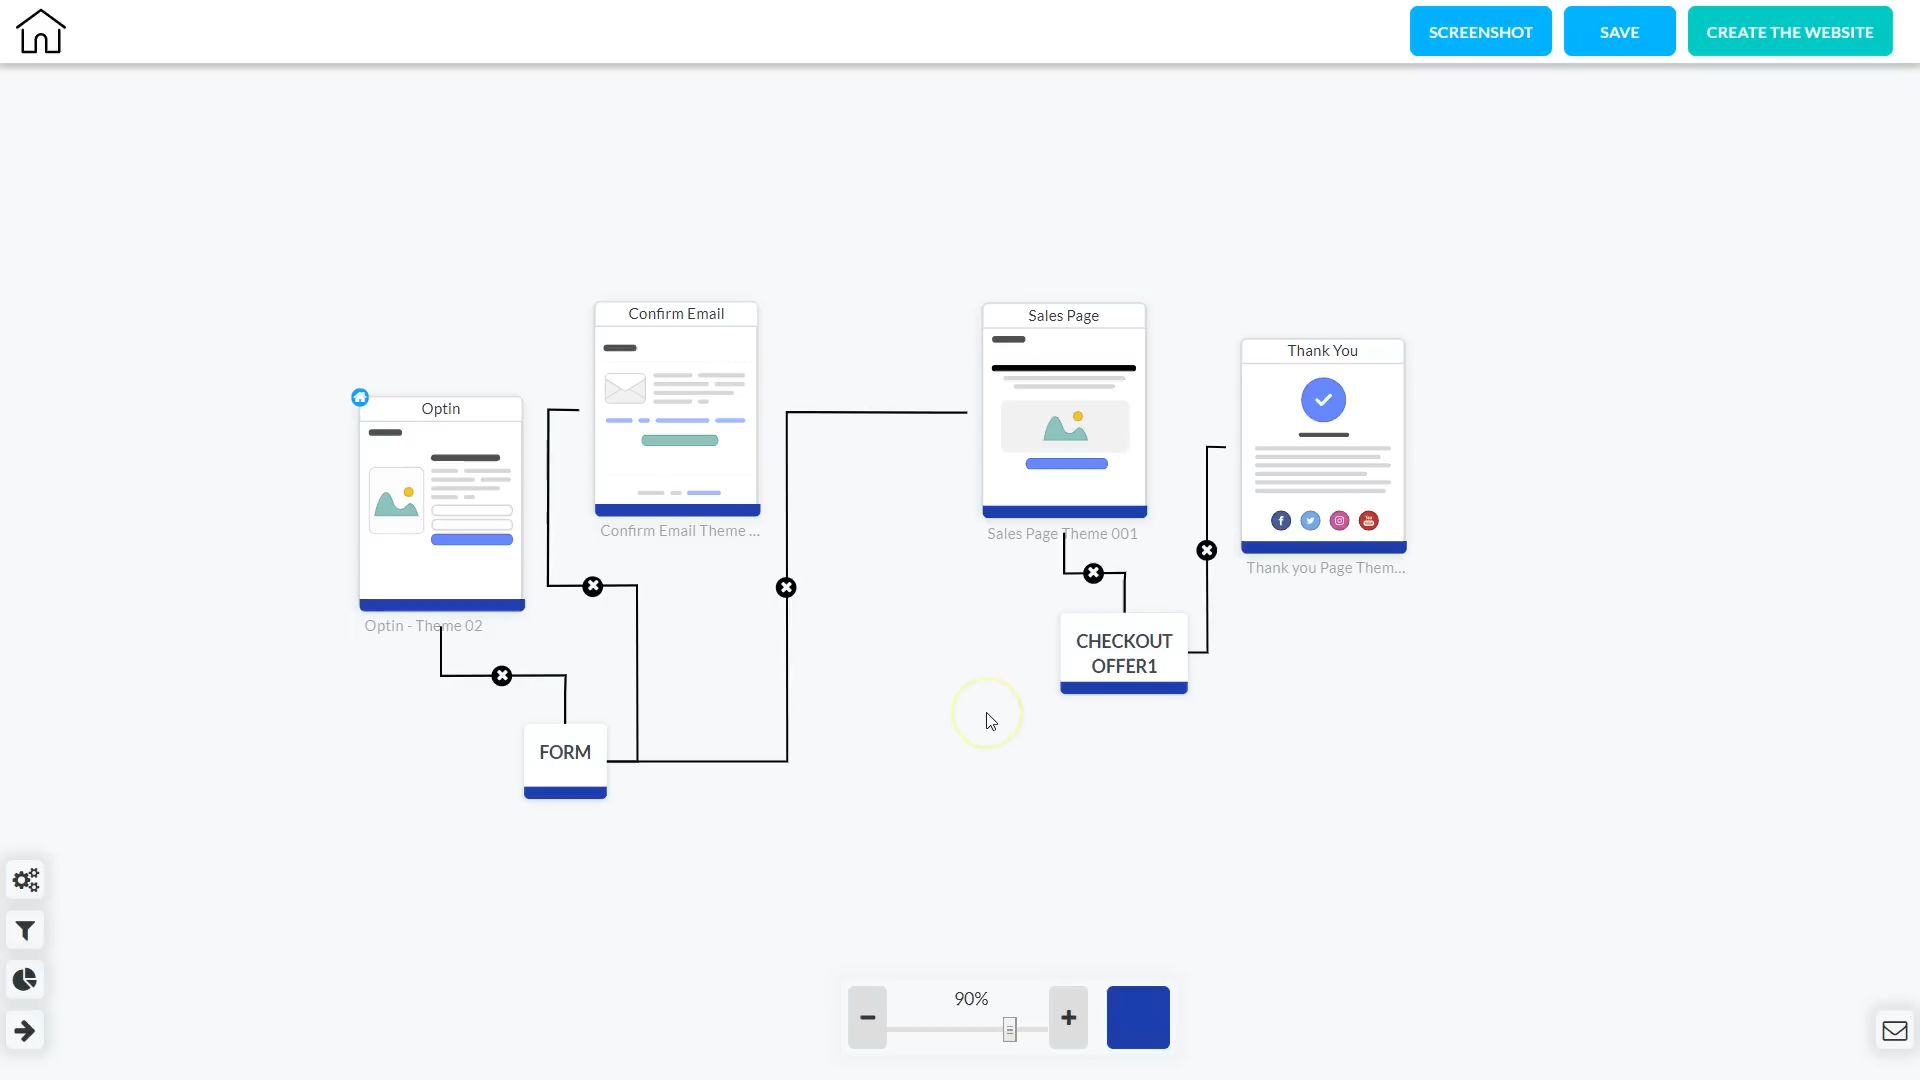 SCREENSHOT
SAVE
CREATE THE WEBSITE
Confirm Email
Sales Page
Thank You
Optin
Confirm Email Theme ...
Sales Page Theme 001
Thank you Page Them...
Optin - Theme 02
CHECKOUT
OFFER1
FORM
90%